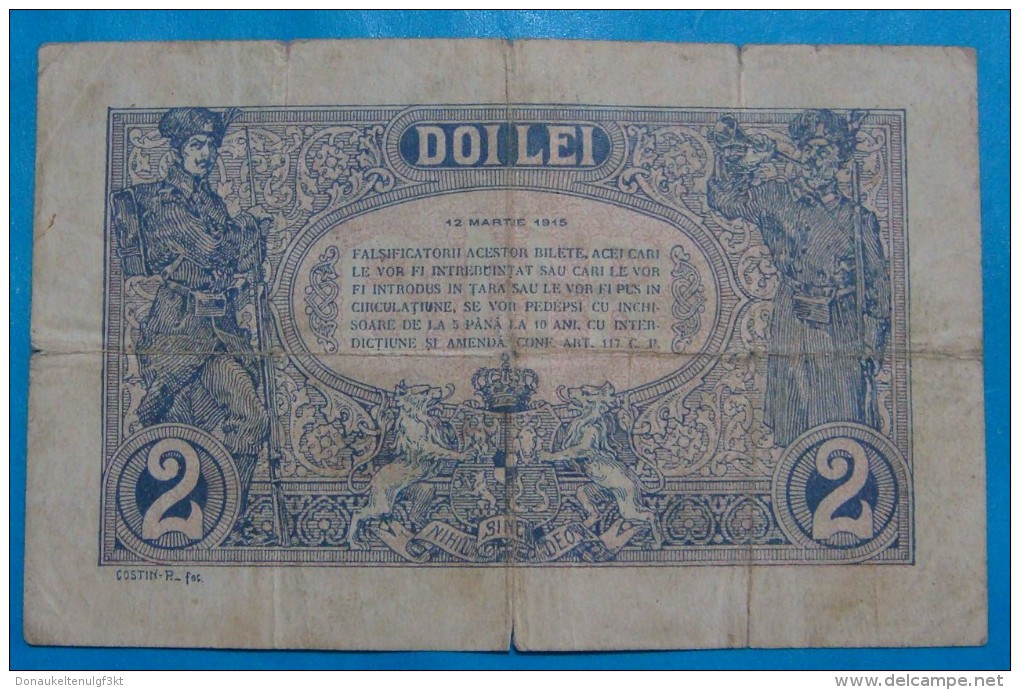 DOI LEI
12 MARTIE 1915
FALȘIFICATORII ACESTOR BILETE, ACEI CARI
LE VOR FI INTREBUINȚAT SAU CARI LE VOR
FI INTRODUS IN ȚARA SAU LE VOR FI PUS IN
CIRCULAȚIUNE, SE VOR PEDEPSI CU INCHI-
SOARE DE LA 5 PÂNĂ LA 10 ANI, CU INTER-
DICȚIUNE ȘI AMENDĂ, CONF. ART. 117 C. P.
2 2
NIHIL SINE DEO
COSTIN-P. fec.
Donaukeltenulgf3kt
delcampe.net